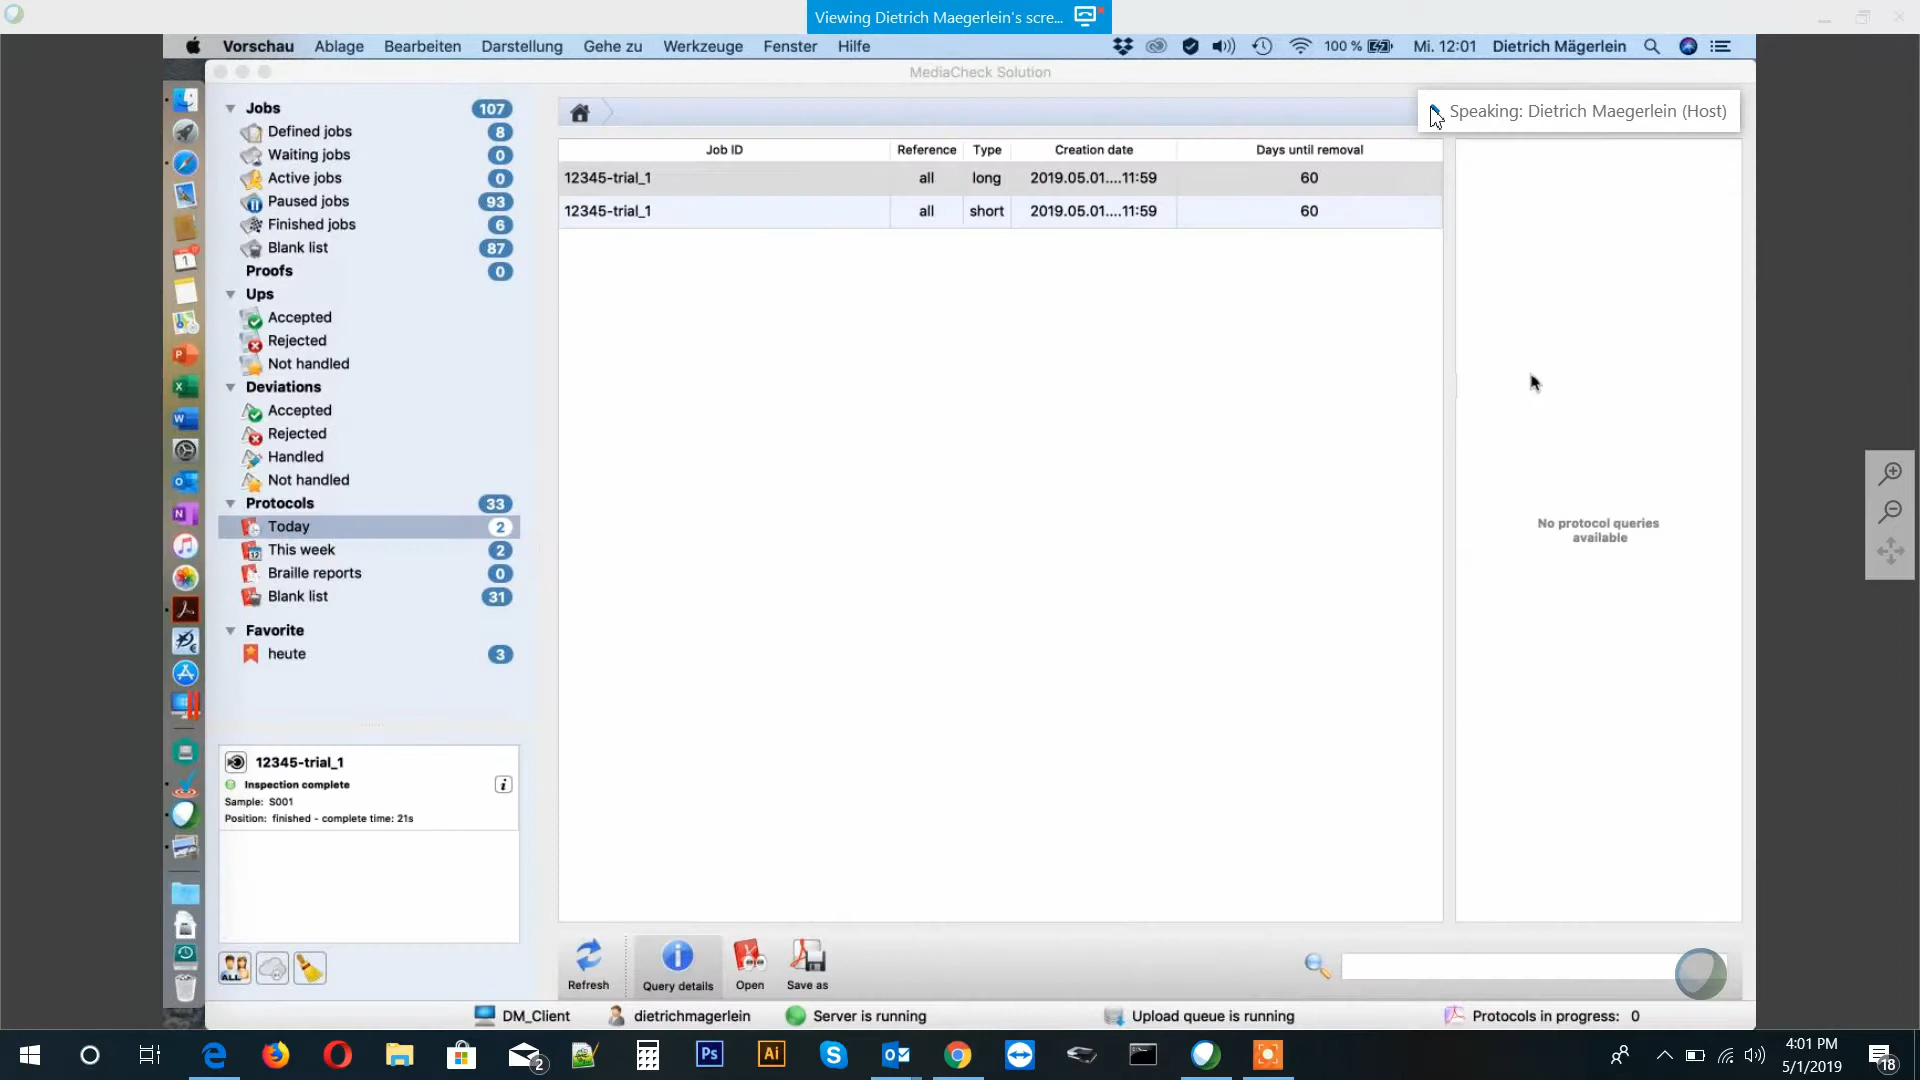 Viewing Dietrich Maegerlein's scre...
Vorschau Ablage Bearbeiten Darstellung Gehe zu Werkzeuge Fenster Hilfe 100 % Mi. 12:01 Dietrich Mägerlein
MediaCheck Solution
Speaking: Dietrich Maegerlein (Host)
Jobs 107
Defined jobs 8
Waiting jobs 0
Active jobs 0
Paused jobs 93
Finished jobs 6
Blank list 87
Proofs 0
Ups
Accepted
Rejected
Not handled
Deviations
Accepted
Rejected
Handled
Not handled
Protocols 33
Today 2
This week 2
Braille reports 0
Blank list 31
Favorite
heute 3
Job ID Reference Type Creation date Days until removal
12345-trial_1 all long 2019.05.01....11:59 60
12345-trial_1 all short 2019.05.01....11:59 60
No protocol queries
available
12345-trial_1
Inspection complete
Sample: S001
Position: finished - complete time: 21s
ALL
Refresh Query details Open Save as
DM_Client dietrichmagerlein Server is running Upload queue is running Protocols in progress: 0
2 Ps Ai
4:01 PM
5/1/2019
18